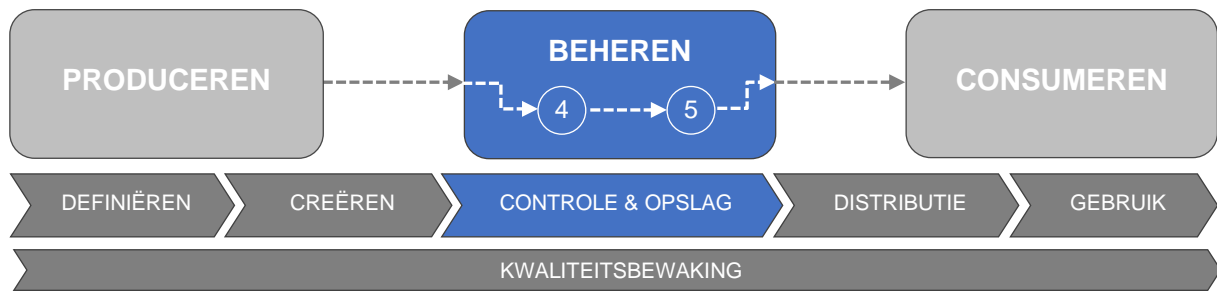 PRODUCEREN
BEHEREN
4
5
CONSUMEREN
DEFINIËREN
CREËREN
CONTROLE & OPSLAG
DISTRIBUTIE
GEBRUIK
KWALITEITSBEWAKING